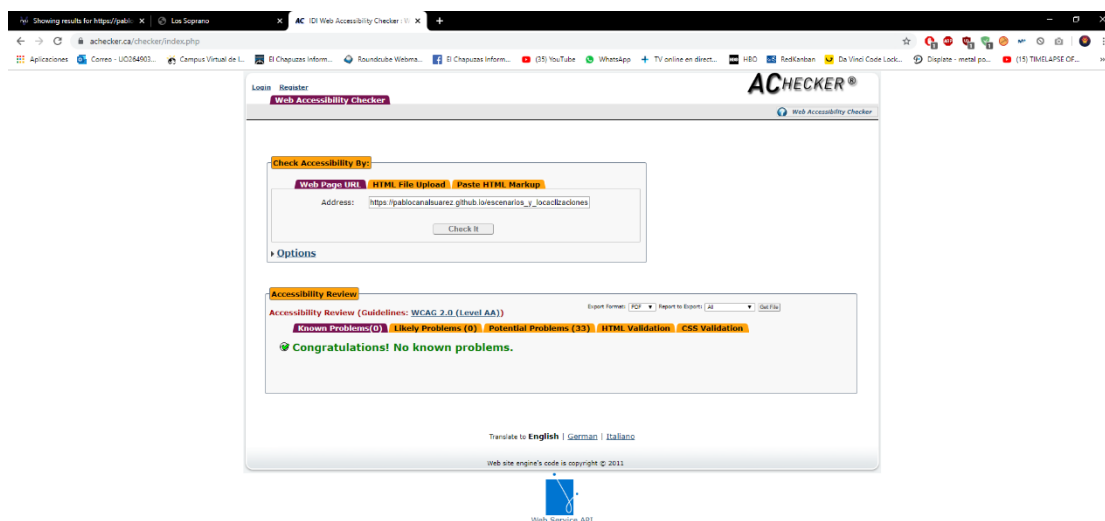 Showing results for https://pablo
Los Soprano
AC IDI Web Accessibility Checker : W
achecker.ca/checker/index.php
Aplicaciones
Correo - UO264903...
Campus Virtual de l...
El Chapuzas Inform...
Roundcube Webma...
El Chapuzas Inform...
(35) YouTube
WhatsApp
TV online en direct...
HBO
RedKanban
Da Vinci Code Lock...
Displate - metal po...
(15) TIMELAPSE OF...
Login Register
ACHECKER®
Web Accessibility Checker
Web Accessibility Checker
Check Accessibility By:
Web Page URL HTML File Upload Paste HTML Markup
Address: https://pablocanalsuarez.github.io/escenarios_y_locaclizaciones
Check It
Options
Accessibility Review
Export Format: PDF Report to Export: All Get File
Accessibility Review (Guidelines: WCAG 2.0 (Level AA))
Known Problems(0) Likely Problems (0) Potential Problems (33) HTML Validation CSS Validation
Congratulations! No known problems.
Translate to English | German | Italiano
Web site engine's code is copyright © 2011
Web Service API